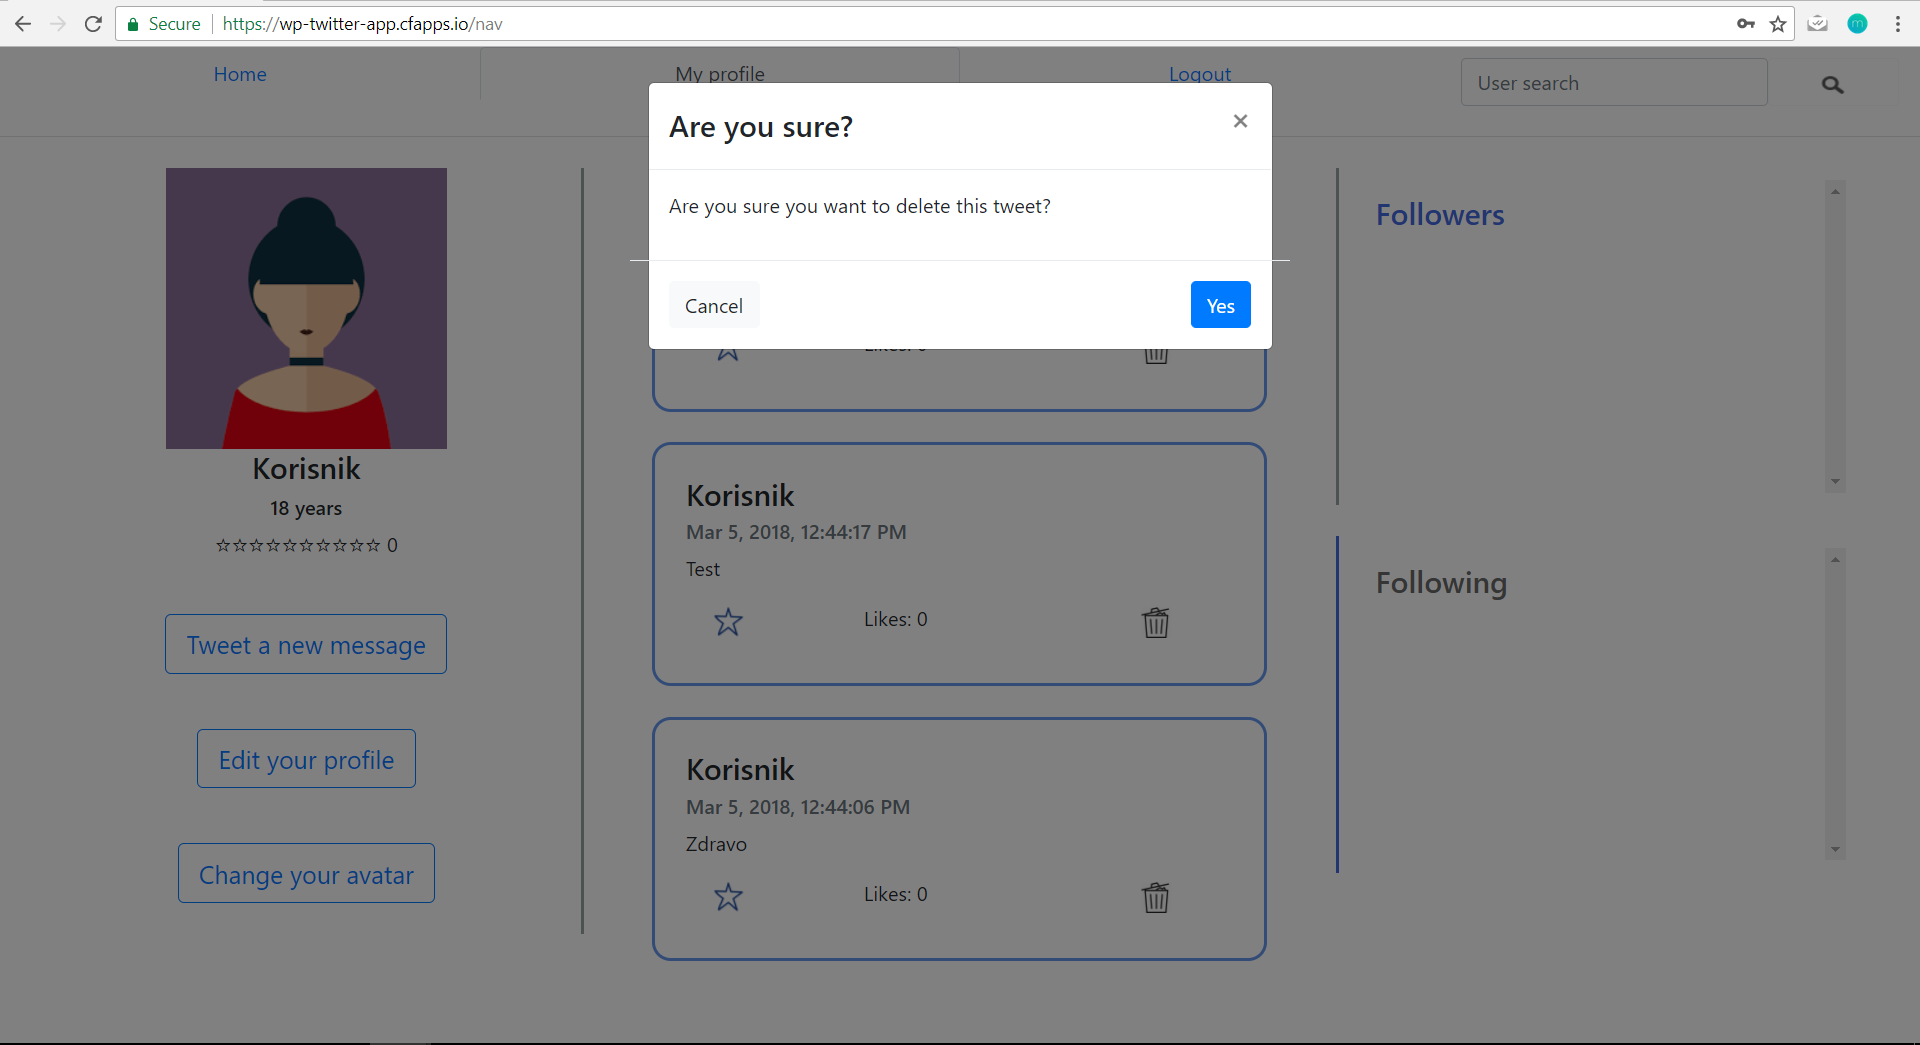 Secure https://wp-twitter-app.cfapps.io/nav
Home
My profile
Logout
User search
Are you sure?
×
Are you sure you want to delete this tweet?
Cancel
Yes
Korisnik
18 years
☆☆☆☆☆☆☆☆☆☆ 0
Tweet a new message
Edit your profile
Change your avatar
Likes: 0
Korisnik
Mar 5, 2018, 12:44:17 PM
Test
Likes: 0
Korisnik
Mar 5, 2018, 12:44:06 PM
Zdravo
Likes: 0
Followers
Following